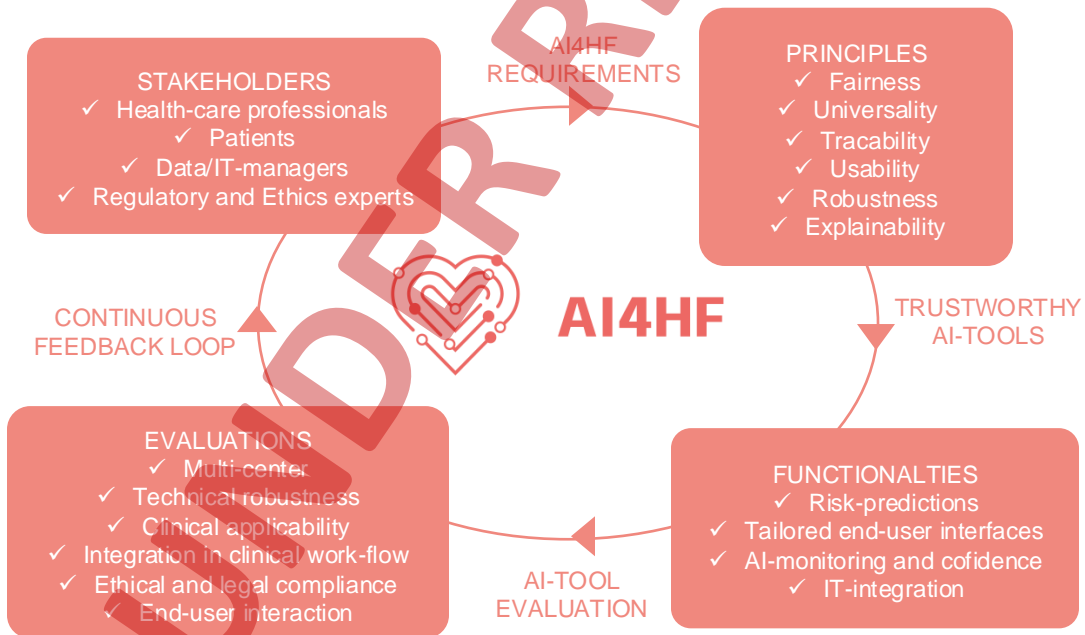 STAKEHOLDERS
✓ Health-care professionals
✓ Patients
✓ Data/IT-managers
✓ Regulatory and Ethics experts
AI4HF
REQUIREMENTS
PRINCIPLES
✓ Fairness
✓ Universality
✓ Tracability
✓ Usability
✓ Robustness
✓ Explainability
CONTINUOUS
FEEDBACK LOOP
AI4HF
TRUSTWORTHY
AI-TOOLS
EVALUATIONS
✓ Multi-center
✓ Technical robustness
✓ Clinical applicability
✓ Integration in clinical work-flow
✓ Ethical and legal compliance
✓ End-user interaction
AI-TOOL
EVALUATION
FUNCTIONALTIES
✓ Risk-predictions
✓ Tailored end-user interfaces
✓ AI-monitoring and cofidence
✓ IT-integration
UNDER